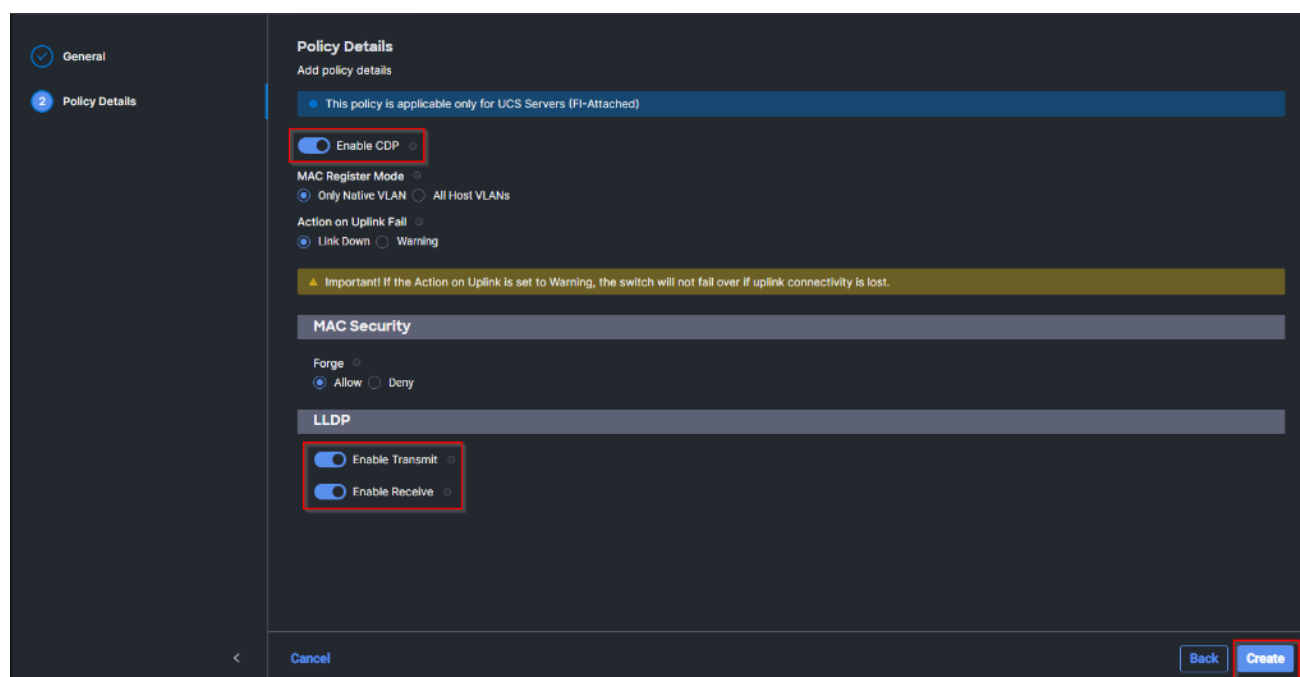 General
2 Policy Details
Policy Details
Add policy details
This policy is applicable only for UCS Servers (FI-Attached)
Enable CDP
MAC Register Mode
Only Native VLAN All Host VLANs
Action on Uplink Fail
Link Down Warning
Important! If the Action on Uplink is set to Warning, the switch will not fail over if uplink connectivity is lost.
MAC Security
Forge
Allow Deny
LLDP
Enable Transmit
Enable Receive
Cancel Back Create